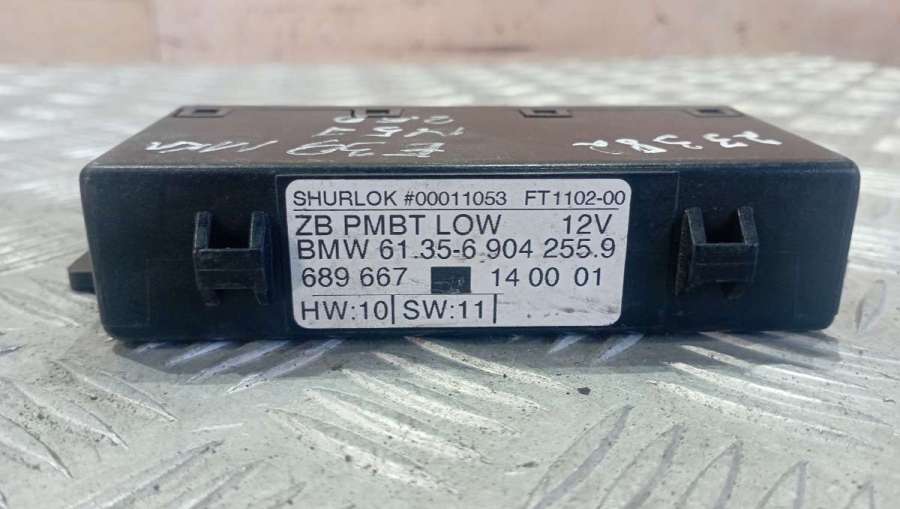 SHURLOK #00011053 FT1102-00
ZB PMBT LOW 12V
BMW 61.35-6 904 255.9
689 667 14 00 01
HW:10 SW:11